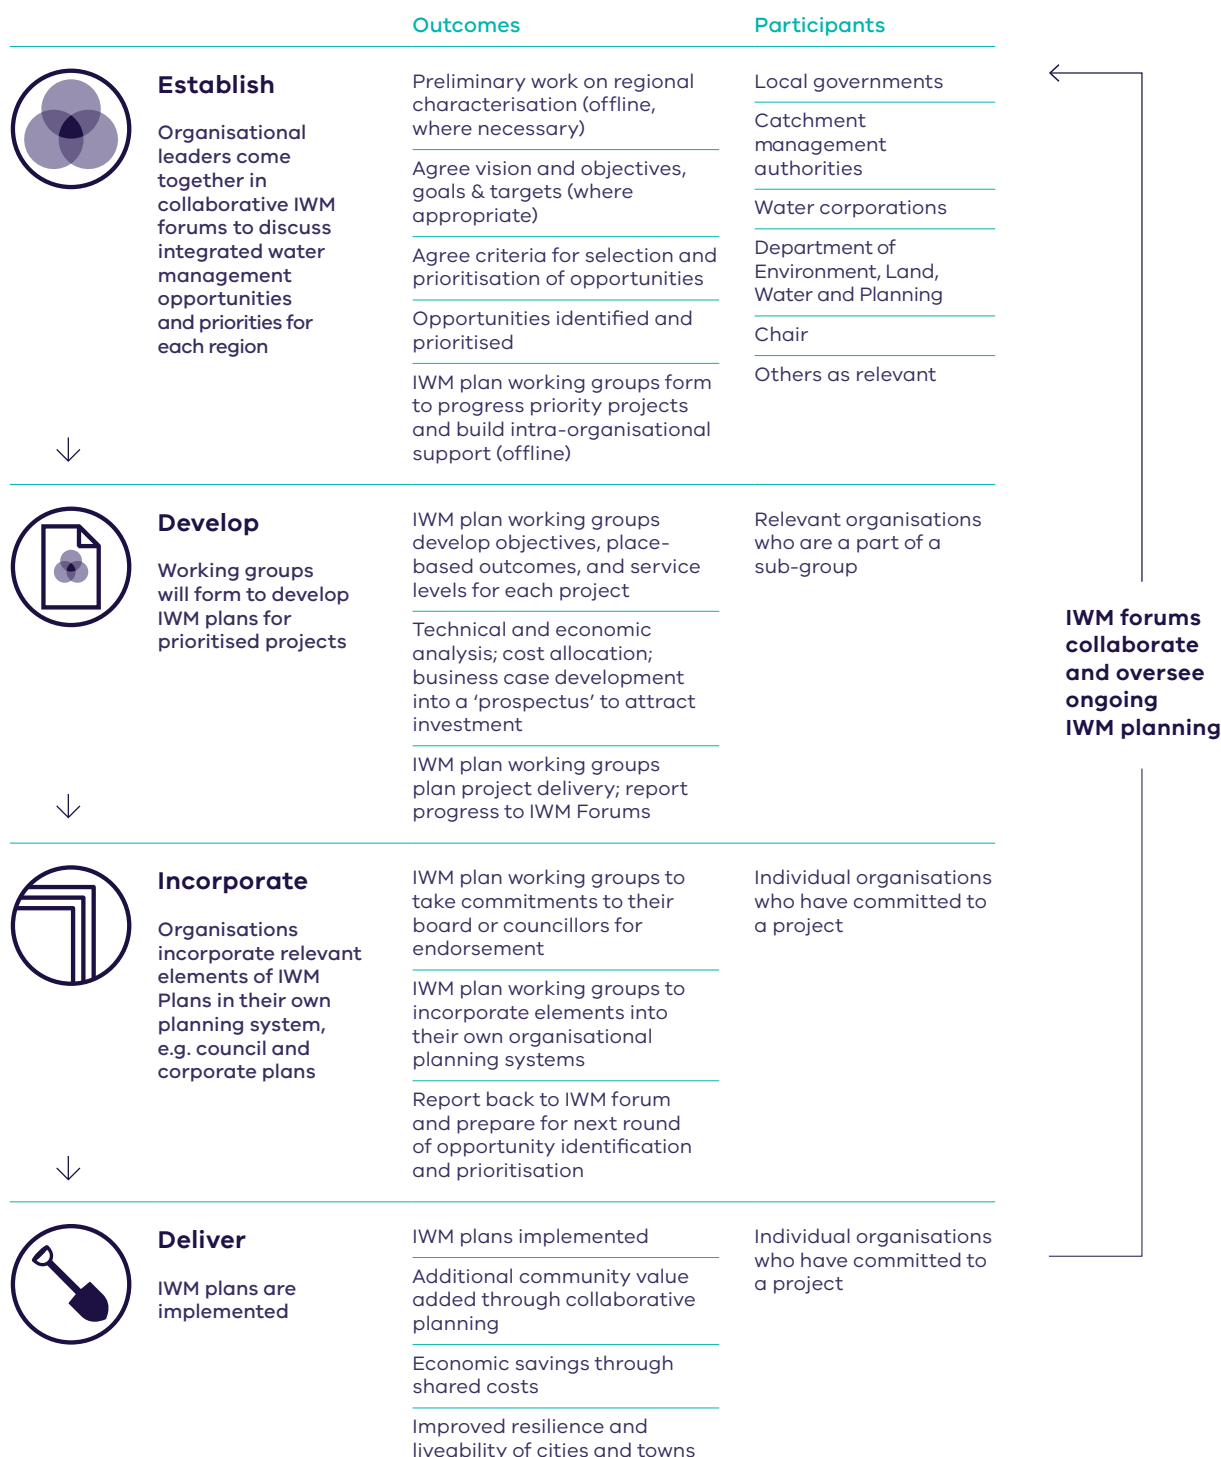 Outcomes
Participants
Establish
Organisational
leaders come
together in
collaborative IWM
forums to discuss
integrated water
management
opportunities
and priorities for
each region
Preliminary work on regional
characterisation (offline,
where necessary)
Agree vision and objectives,
goals & targets (where
appropriate)
Agree criteria for selection and
prioritisation of opportunities
Opportunities identified and
prioritised
IWM plan working groups form
to progress priority projects
and build intra-organisational
support (offline)
Local governments
Catchment
management
authorities
Water corporations
Department of
Environment, Land,
Water and Planning
Chair
Others as relevant
Develop
Working groups
will form to develop
IWM plans for
prioritised projects
IWM plan working groups
develop objectives, place-
based outcomes, and service
levels for each project
Technical and economic
analysis; cost allocation;
business case development
into a ‘prospectus’ to attract
investment
IWM plan working groups
plan project delivery; report
progress to IWM Forums
Relevant organisations
who are a part of a
sub-group
Incorporate
Organisations
incorporate relevant
elements of IWM
Plans in their own
planning system,
e.g. council and
corporate plans
IWM plan working groups to
take commitments to their
board or councillors for
endorsement
IWM plan working groups to
incorporate elements into
their own organisational
planning systems
Report back to IWM forum
and prepare for next round
of opportunity identification
and prioritisation
Individual organisations
who have committed to
a project
Deliver
IWM plans are
implemented
IWM plans implemented
Additional community value
added through collaborative
planning
Economic savings through
shared costs
Improved resilience and
liveability of cities and towns
Individual organisations
who have committed to
a project
IWM forums
collaborate
and oversee
ongoing
IWM planning